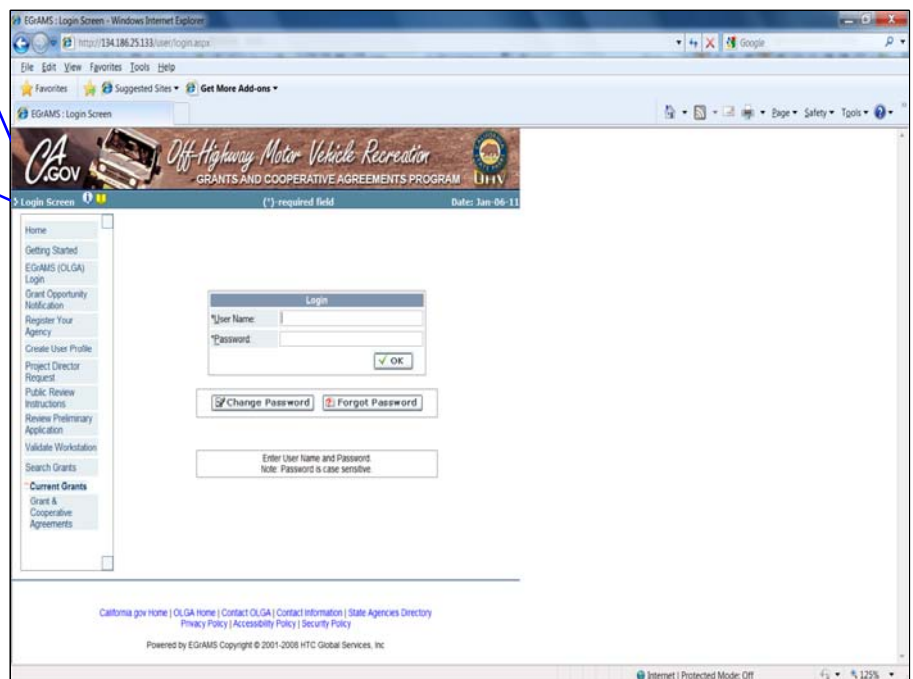 EGrAMS : Login Screen - Windows Internet Explorer
http://134.186.25.133/user/login.aspx
Google
File Edit View Favorites Tools Help
Favorites Suggested Sites Get More Add-ons
EGrAMS : Login Screen
Page Safety Tools
CA.GOV
Off-Highway Motor Vehicle Recreation
GRANTS AND COOPERATIVE AGREEMENTS PROGRAM
OHV
Login Screen {*}-required field Date: Jan-06-11
Home
Getting Started
EGrAMS (OLGA)
Login
Grant Opportunity
Notification
Register Your
Agency
Create User Profile
Project Director
Request
Public Review
Instructions
Review Preliminary
Application
Validate Workstation
Search Grants
Current Grants
Grant &
Cooperative
Agreements
Login
*User Name:
*Password:
OK
Change Password Forgot Password
Enter User Name and Password.
Note: Password is case sensitive.
California gov Home | OLGA Home | Contact OLGA | Contact Information | State Agencies Directory
Privacy Policy | Accessibility Policy | Security Policy
Powered by EGrAMS Copyright © 2001-2008 HTC Global Services, Inc
Internet | Protected Mode: Off 125%